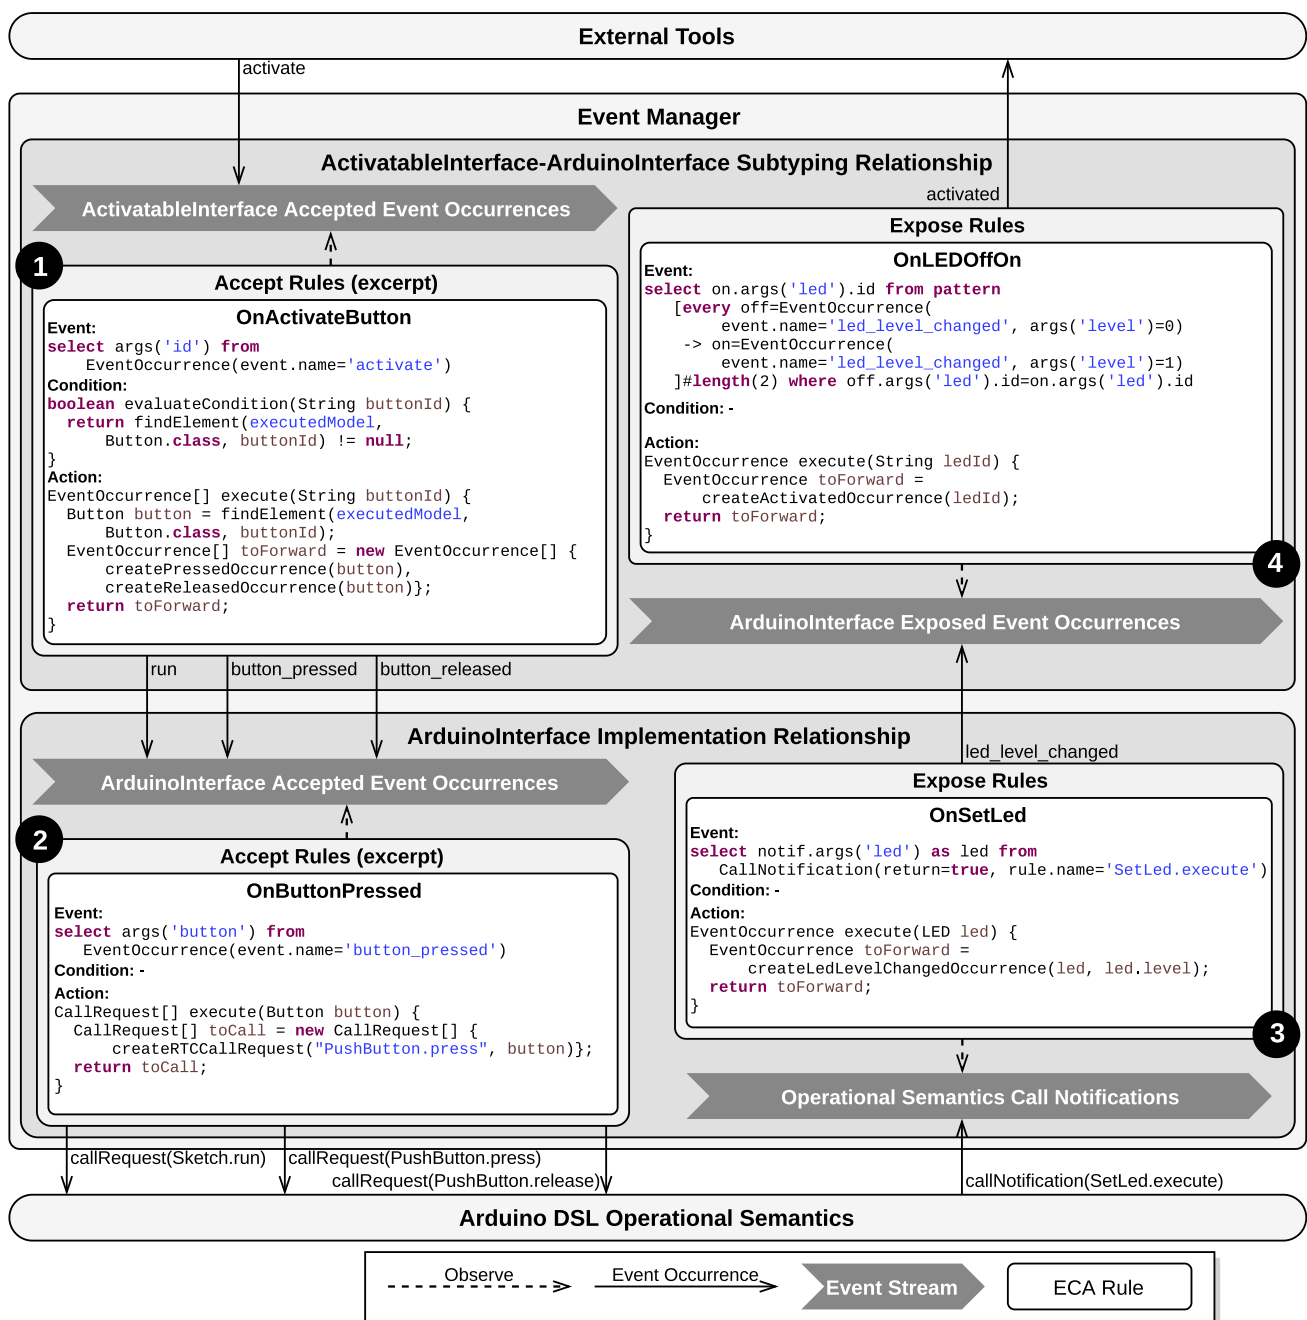 External Tools
activate
Event Manager
ActivatableInterface-ArduinoInterface Subtyping Relationship
ActivatableInterface Accepted Event Occurrences
activated
1
Accept Rules (excerpt)
OnActivateButton
Event:
select args('id') from
    EventOccurrence(event.name='activate')
Condition:
boolean evaluateCondition(String buttonId) {
  return findElement(executedModel,
      Button.class, buttonId) != null;
}
Action:
EventOccurrence[] execute(String buttonId) {
  Button button = findElement(executedModel,
      Button.class, buttonId);
  EventOccurrence[] toForward = new EventOccurrence[] {
      createPressedOccurrence(button),
      createReleasedOccurrence(button)};
  return toForward;
}
Expose Rules
OnLEDOffOn
Event:
select on.args('led').id from pattern
   [every off=EventOccurrence(
        event.name='led_level_changed', args('level')=0)
    -> on=EventOccurrence(
        event.name='led_level_changed', args('level')=1)
   ]#length(2) where off.args('led').id=on.args('led').id
Condition: -
Action:
EventOccurrence execute(String ledId) {
  EventOccurrence toForward =
      createActivatedOccurrence(ledId);
  return toForward;
}
4
ArduinoInterface Exposed Event Occurrences
run
button_pressed
button_released
ArduinoInterface Implementation Relationship
led_level_changed
ArduinoInterface Accepted Event Occurrences
2
Accept Rules (excerpt)
OnButtonPressed
Event:
select args('button') from
   EventOccurrence(event.name='button_pressed')
Condition: -
Action:
CallRequest[] execute(Button button) {
  CallRequest[] toCall = new CallRequest[] {
      createRTCCallRequest("PushButton.press", button)};
  return toCall;
}
Expose Rules
OnSetLed
Event:
select notif.args('led') as led from
   CallNotification(return=true, rule.name='SetLed.execute')
Condition: -
Action:
EventOccurrence execute(LED led) {
  EventOccurrence toForward =
      createLedLevelChangedOccurrence(led, led.level);
  return toForward;
}
3
Operational Semantics Call Notifications
callRequest(Sketch.run)
callRequest(PushButton.press)
callRequest(PushButton.release)
callNotification(SetLed.execute)
Arduino DSL Operational Semantics
Observe
Event Occurrence
Event Stream
ECA Rule